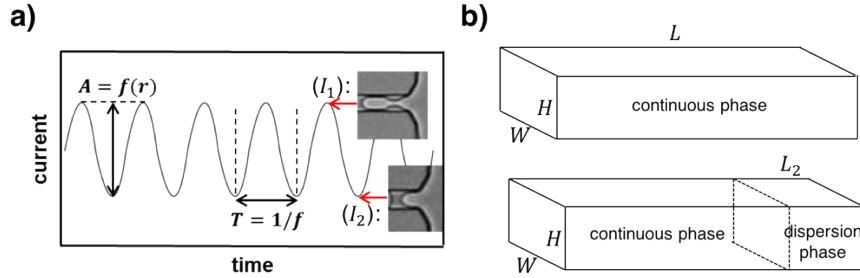 a)
A = f(r)
(I₁):
current
T = 1/f
(I₂):
time
b)
L
continuous phase
H
W
L₂
continuous phase
dispersion
phase
H
W